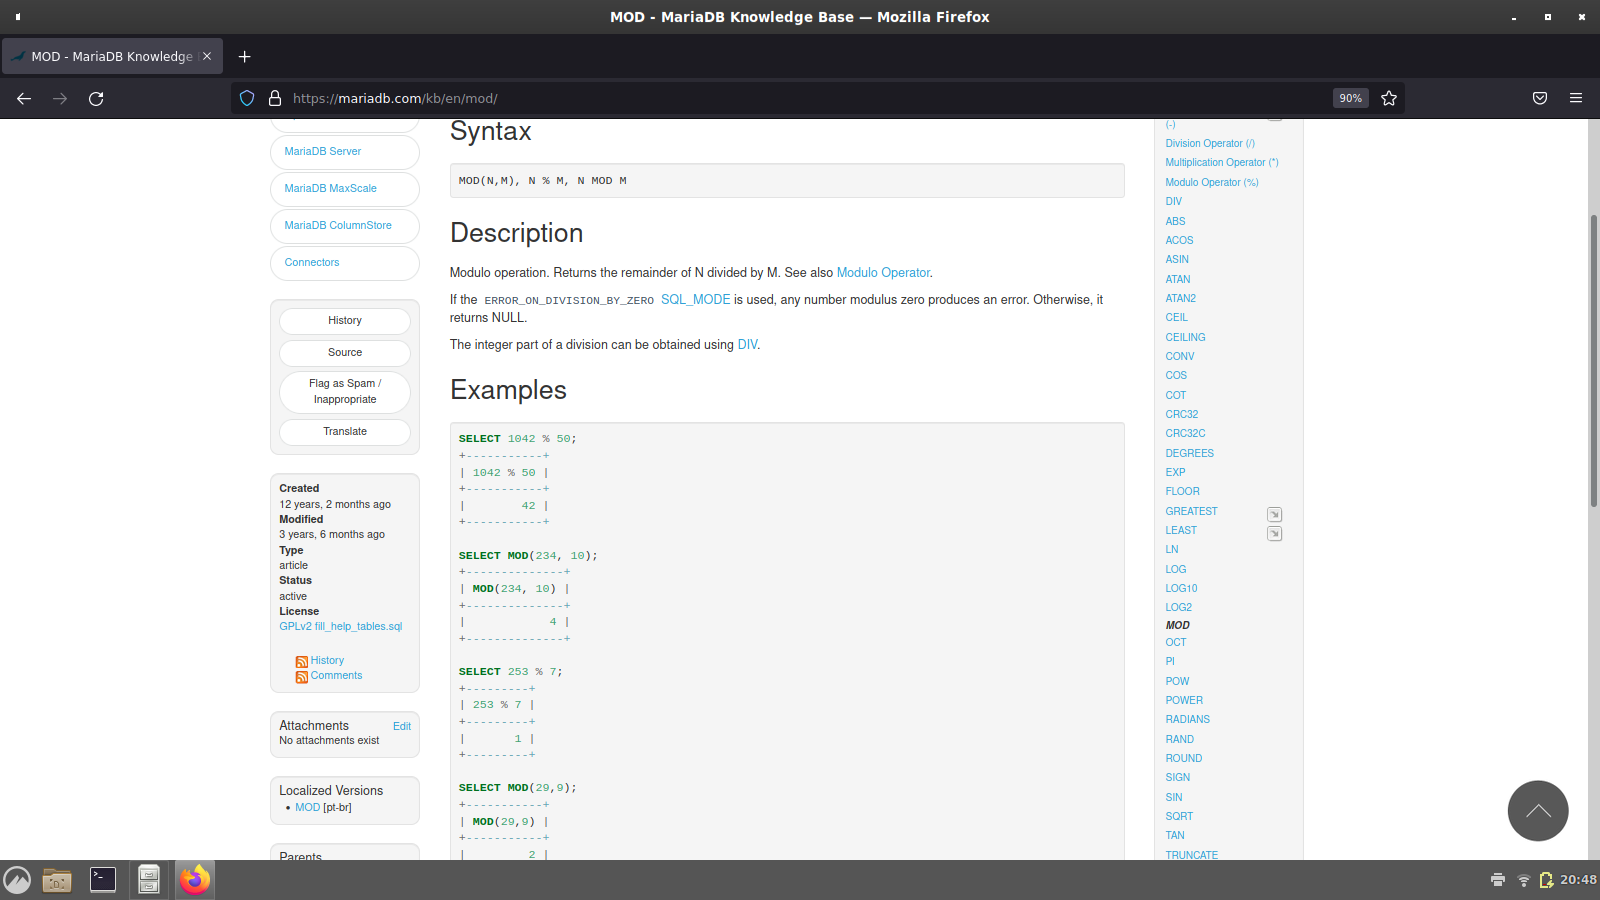 MOD - MariaDB Knowledge Base — Mozilla Firefox
MOD - MariaDB Knowledge
https://mariadb.com/kb/en/mod/
90%
MariaDB Server
MariaDB MaxScale
MariaDB ColumnStore
Connectors
History
Source
Flag as Spam /
Inappropriate
Translate
Created
12 years, 2 months ago
Modified
3 years, 6 months ago
Type
article
Status
active
License
GPLv2 fill_help_tables.sql
History
Comments
Attachments Edit
No attachments exist
Localized Versions
• MOD [pt-br]
Parents
Syntax
MOD(N,M), N % M, N MOD M
Description
Modulo operation. Returns the remainder of N divided by M. See also Modulo Operator.
If the ERROR_ON_DIVISION_BY_ZERO SQL_MODE is used, any number modulus zero produces an error. Otherwise, it
returns NULL.
The integer part of a division can be obtained using DIV.
Examples
SELECT 1042 % 50;
+-----------+
| 1042 % 50 |
+-----------+
|        42 |
+-----------+
SELECT MOD(234, 10);
+--------------+
| MOD(234, 10) |
+--------------+
|            4 |
+--------------+
SELECT 253 % 7;
+---------+
| 253 % 7 |
+---------+
|       1 |
+---------+
SELECT MOD(29,9);
+-----------+
| MOD(29,9) |
+-----------+
|         2 |
(-)
Division Operator (/)
Multiplication Operator (*)
Modulo Operator (%)
DIV
ABS
ACOS
ASIN
ATAN
ATAN2
CEIL
CEILING
CONV
COS
COT
CRC32
CRC32C
DEGREES
EXP
FLOOR
GREATEST
LEAST
LN
LOG
LOG10
LOG2
MOD
OCT
PI
POW
POWER
RADIANS
RAND
ROUND
SIGN
SIN
SQRT
TAN
TRUNCATE
20:48